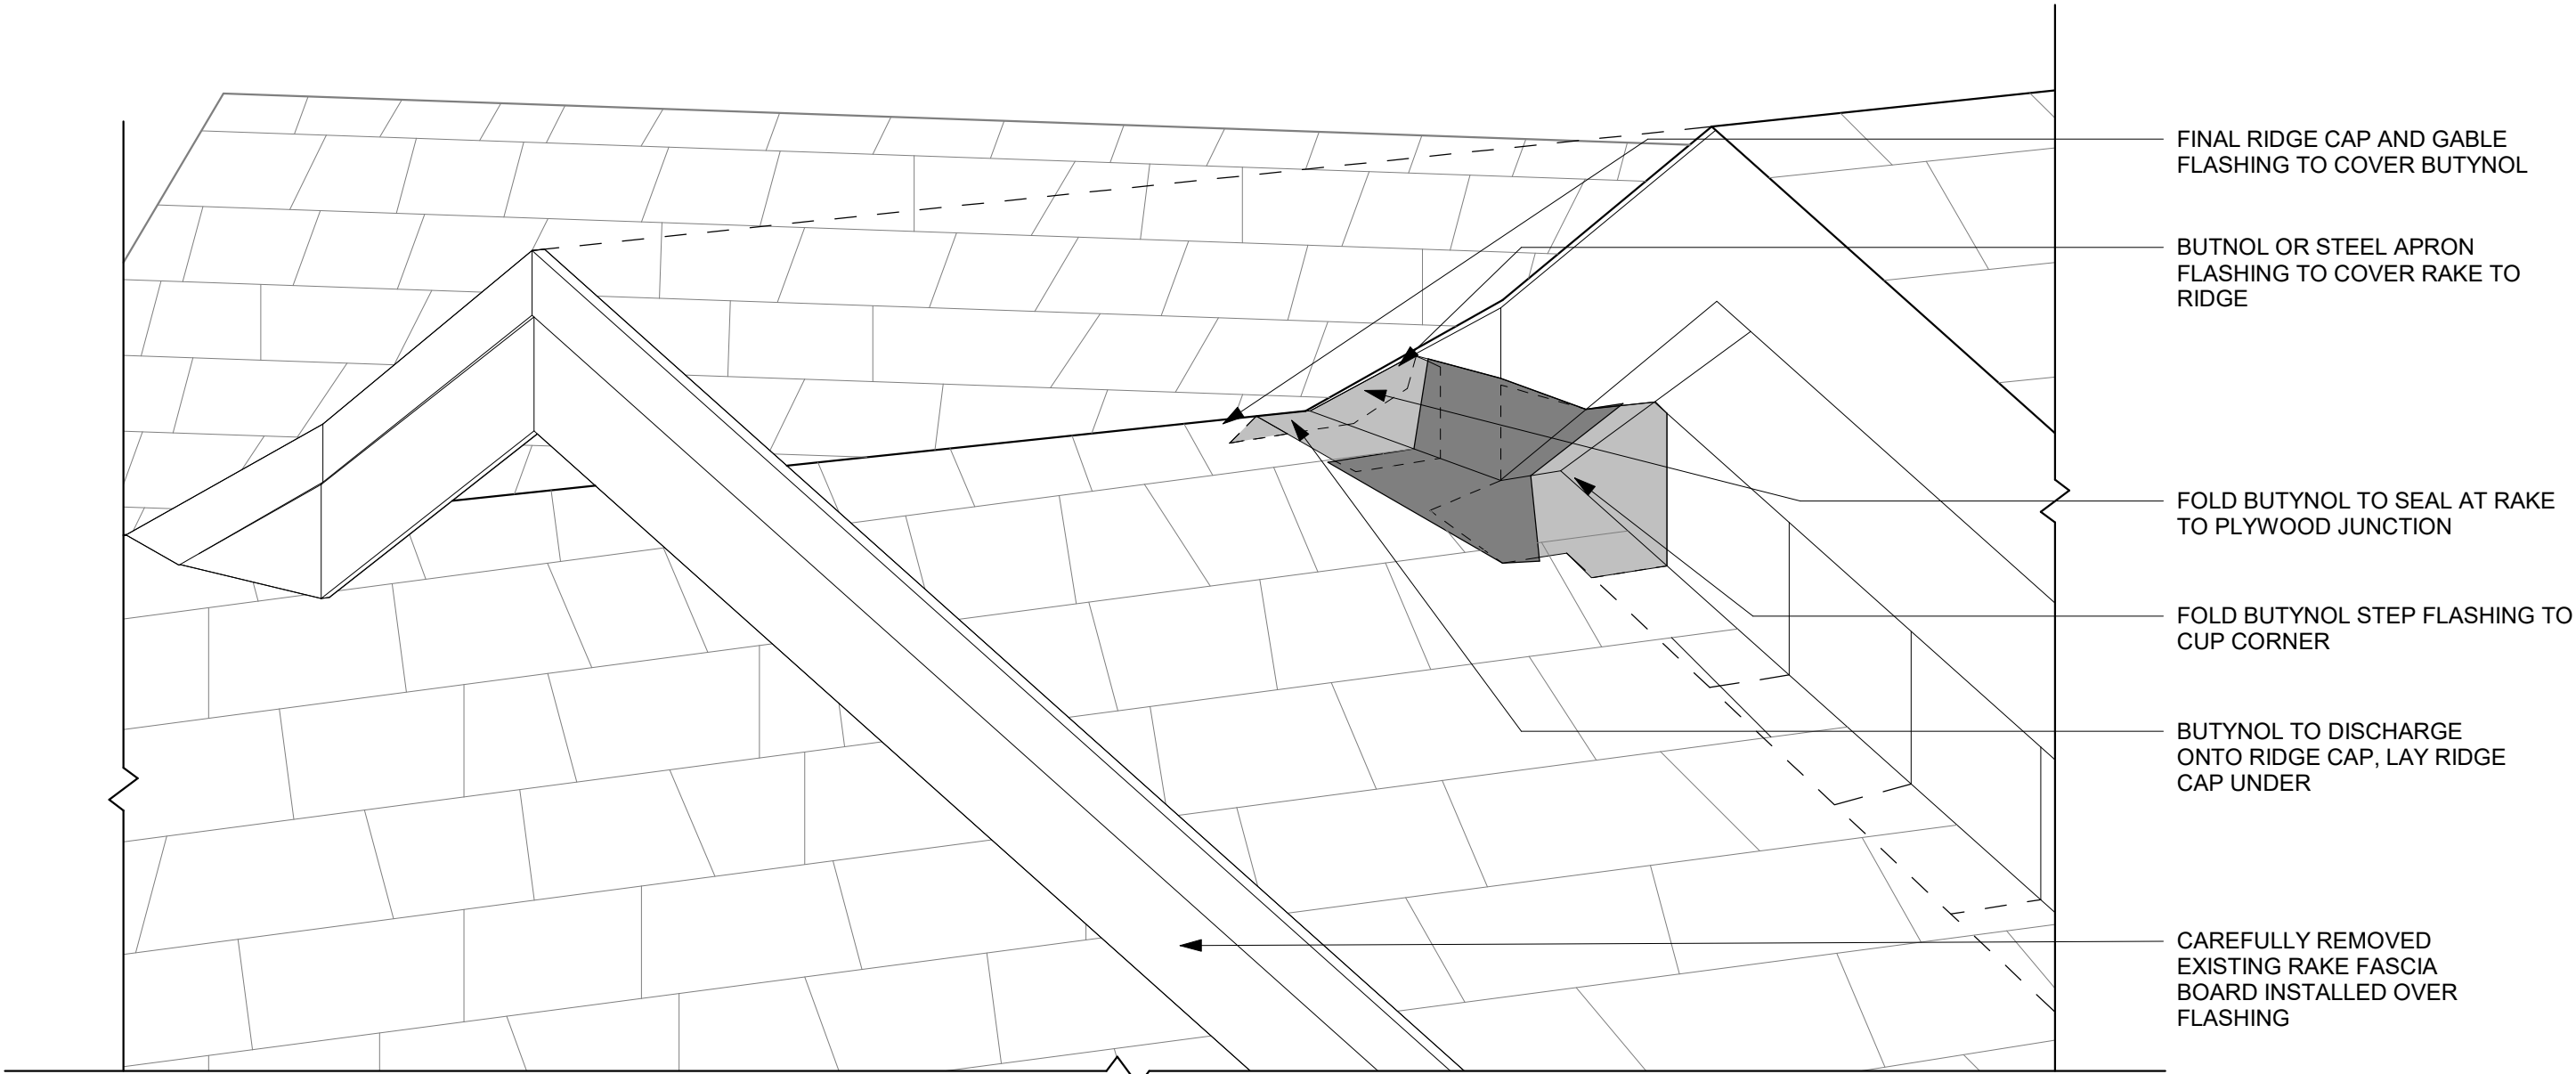 FINAL RIDGE CAP AND GABLE
FLASHING TO COVER BUTYNOL
BUTNOL OR STEEL APRON
FLASHING TO COVER RAKE TO
RIDGE
FOLD BUTYNOL TO SEAL AT RAKE
TO PLYWOOD JUNCTION
FOLD BUTYNOL STEP FLASHING TO
CUP CORNER
BUTYNOL TO DISCHARGE
ONTO RIDGE CAP, LAY RIDGE
CAP UNDER
CAREFULLY REMOVED
EXISTING RAKE FASCIA
BOARD INSTALLED OVER
FLASHING